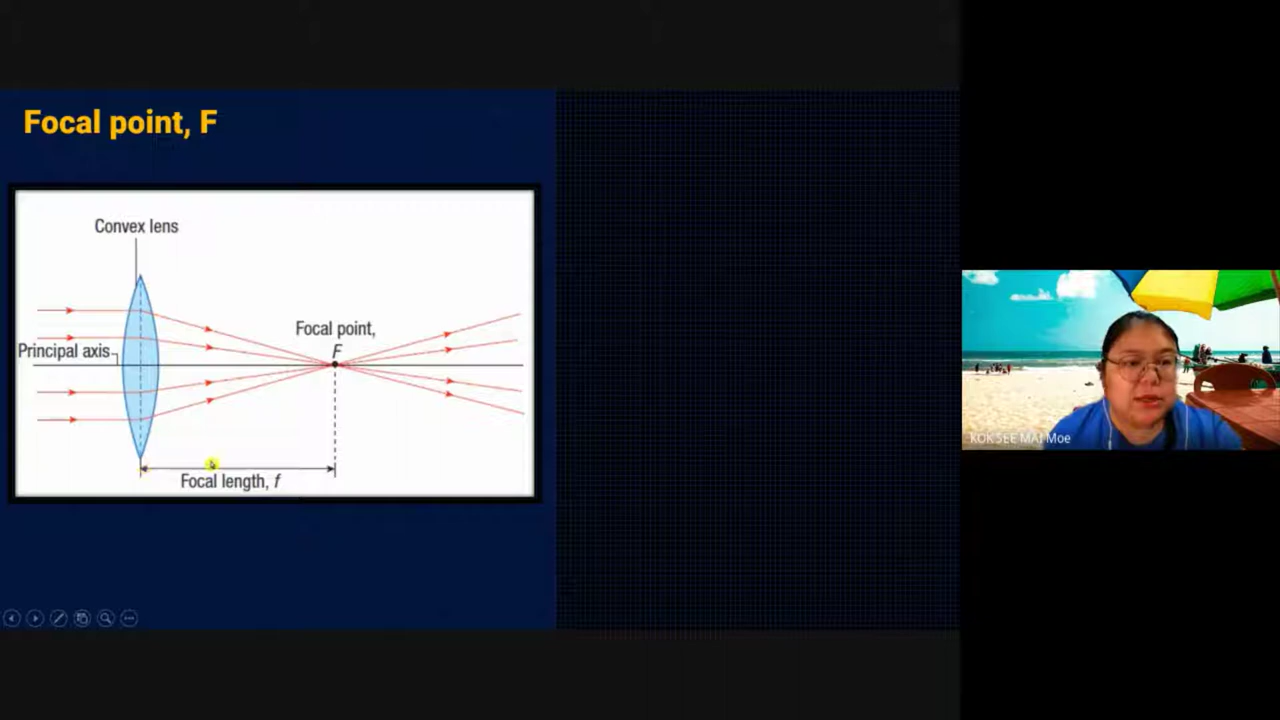 Focal point, F
Convex lens
Focal point,
F
Principal axis
Focal length, f
KOK SEE MAI Moe